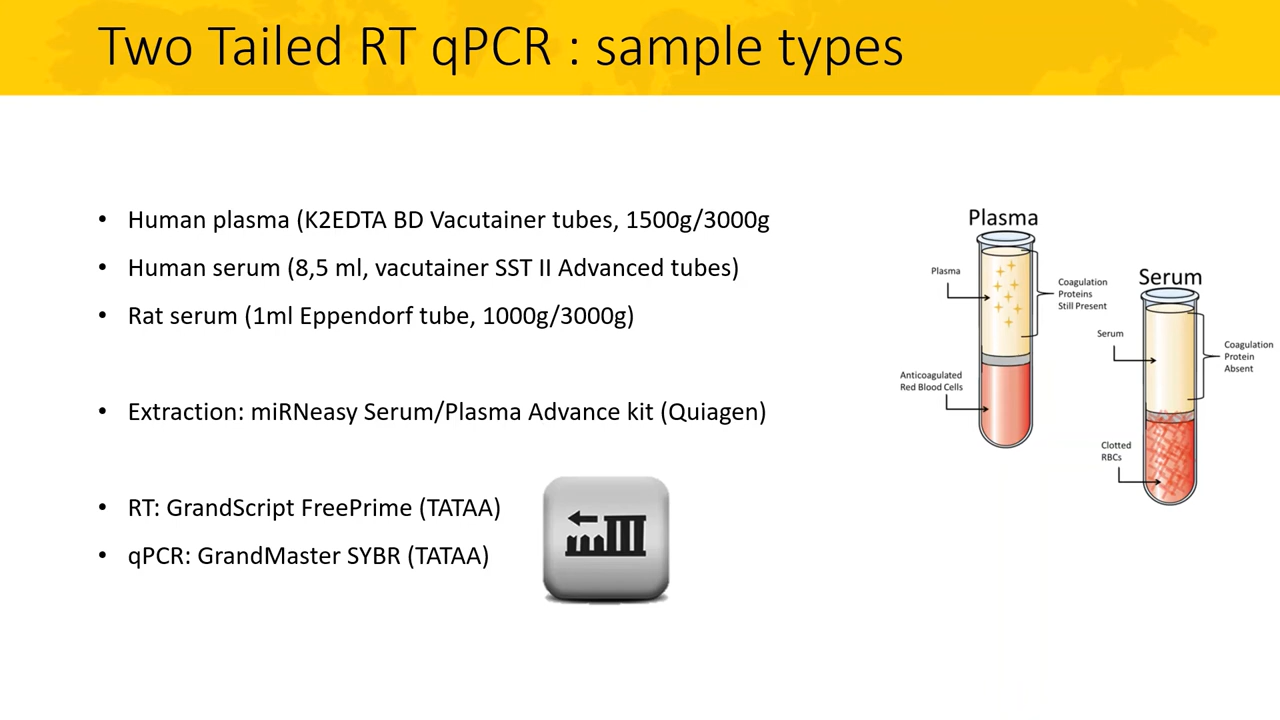 Two Tailed RT qPCR : sample types
• Human plasma (K2EDTA BD Vacutainer tubes, 1500g/3000g
• Human serum (8,5 ml, vacutainer SST II Advanced tubes)
• Rat serum (1ml Eppendorf tube, 1000g/3000g)
• Extraction: miRNeasy Serum/Plasma Advance kit (Quiagen)
• RT: GrandScript FreePrime (TATAA)
• qPCR: GrandMaster SYBR (TATAA)
Plasma
Plasma
Coagulation
Proteins
Still Present
Anticoagulated
Red Blood Cells
Serum
Serum
Coagulation
Protein
Absent
Clotted
RBCs